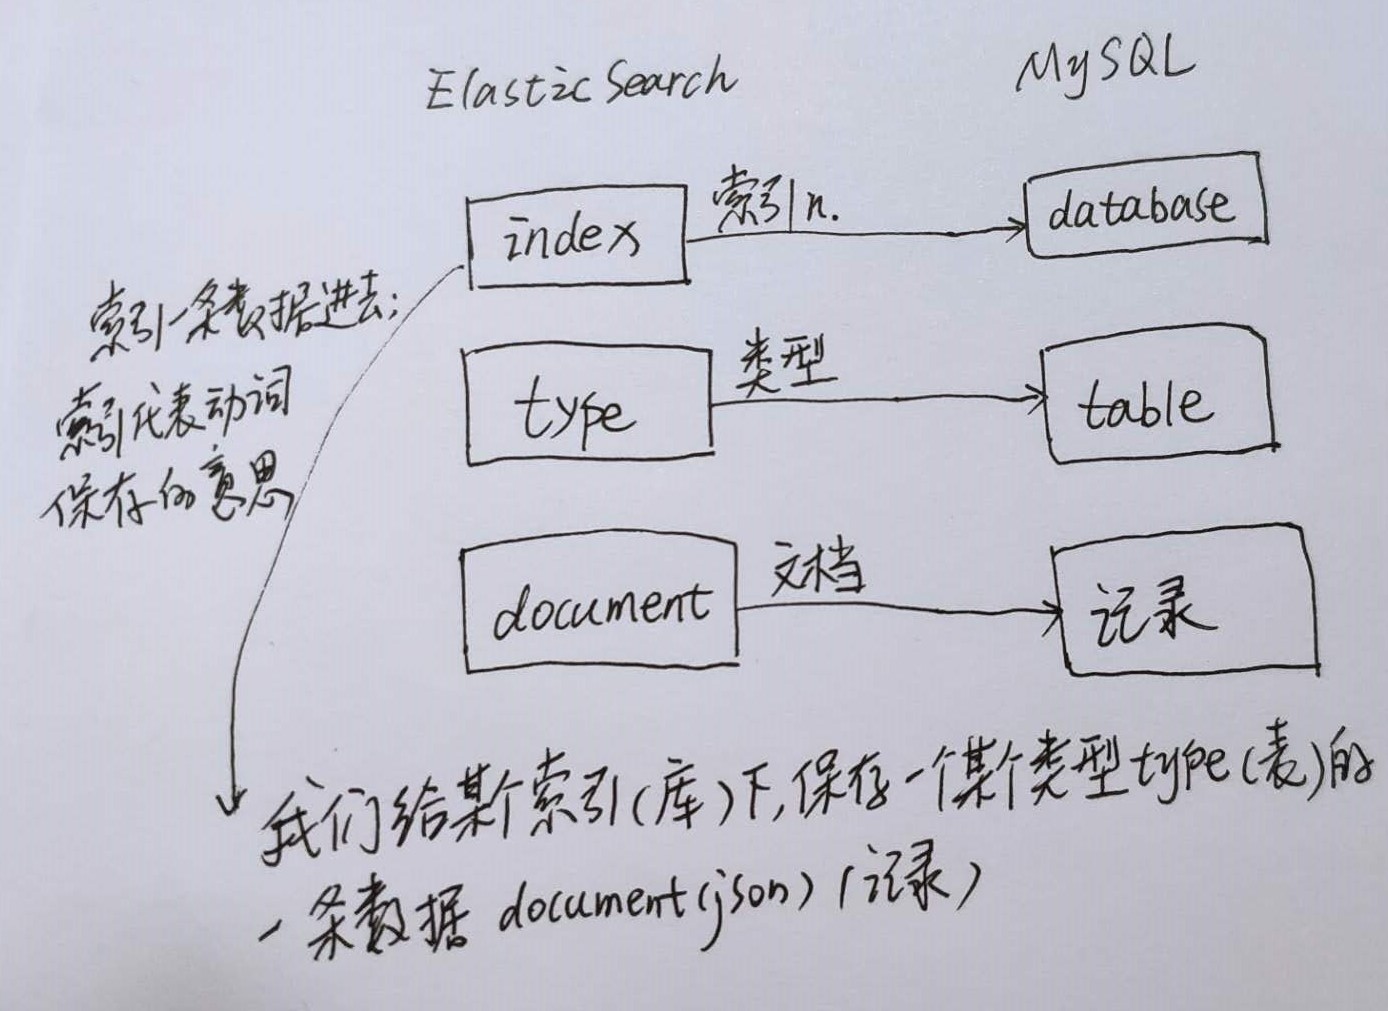 Elastic Search
MySQL
index
索引n.
database
索引一条数据进去;
索引代表动词
保存的意思
type
类型
table
document
文档
记录
我们给某个索引(库)下,保存一个某个类型type(表)的
一条数据 document(json)(记录)